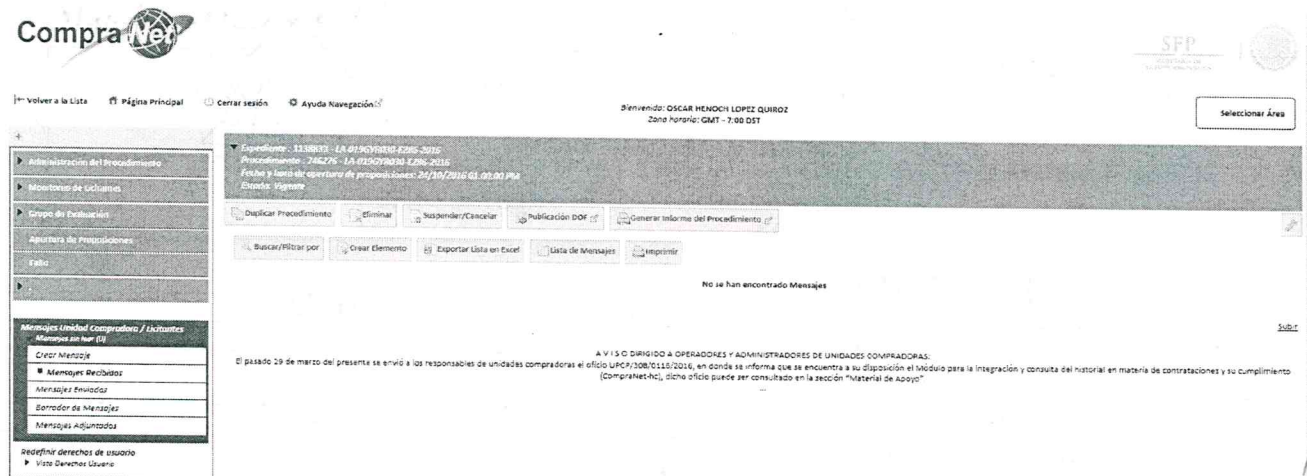 CompraNet
SFP
Volver a la Lista
Página Principal
Cerrar sesión
Ayuda Navegación
Bienvenido: OSCAR HENOCH LOPEZ QUIROZ
Zona horaria: GMT - 7:00 DST
Seleccionar Área
Administración del Procedimiento
Monitoreo de Licitantes
Grupo de Evaluación
Apertura de Proposiciones
Fallo
Expediente : 1138833 - LA-019GYR030-E286-2016
Procedimiento : 746276 - LA-019GYR030-E286-2016
Fecha y hora de apertura de proposiciones: 24/10/2016 01:00:00 PM
Estado: Vigente
Duplicar Procedimiento
Eliminar
Suspender/Cancelar
Publicación DOF
Generar Informe del Procedimiento
Buscar/Filtrar por
Crear Elemento
Exportar Lista en Excel
Lista de Mensajes
Imprimir
No se han encontrado Mensajes
Subir
Mensajes Unidad Compradora / Licitantes
Mensajes sin leer (0)
Crear Mensaje
Mensajes Recibidos
Mensajes Enviados
Borrador de Mensajes
Mensajes Adjuntados
Redefinir derechos de usuario
Vista Derechos Usuario
A V I S O DIRIGIDO A OPERADORES Y ADMINISTRADORES DE UNIDADES COMPRADORAS:
El pasado 29 de marzo del presente se envió a los responsables de unidades compradoras el oficio UPCP/308/0115/2016, en donde se informa que se encuentra a su disposición el Módulo para la integración y consulta del historial en materia de contrataciones y su cumplimiento
(CompraNet-hc), dicho oficio puede ser consultado en la sección "Material de Apoyo"
...